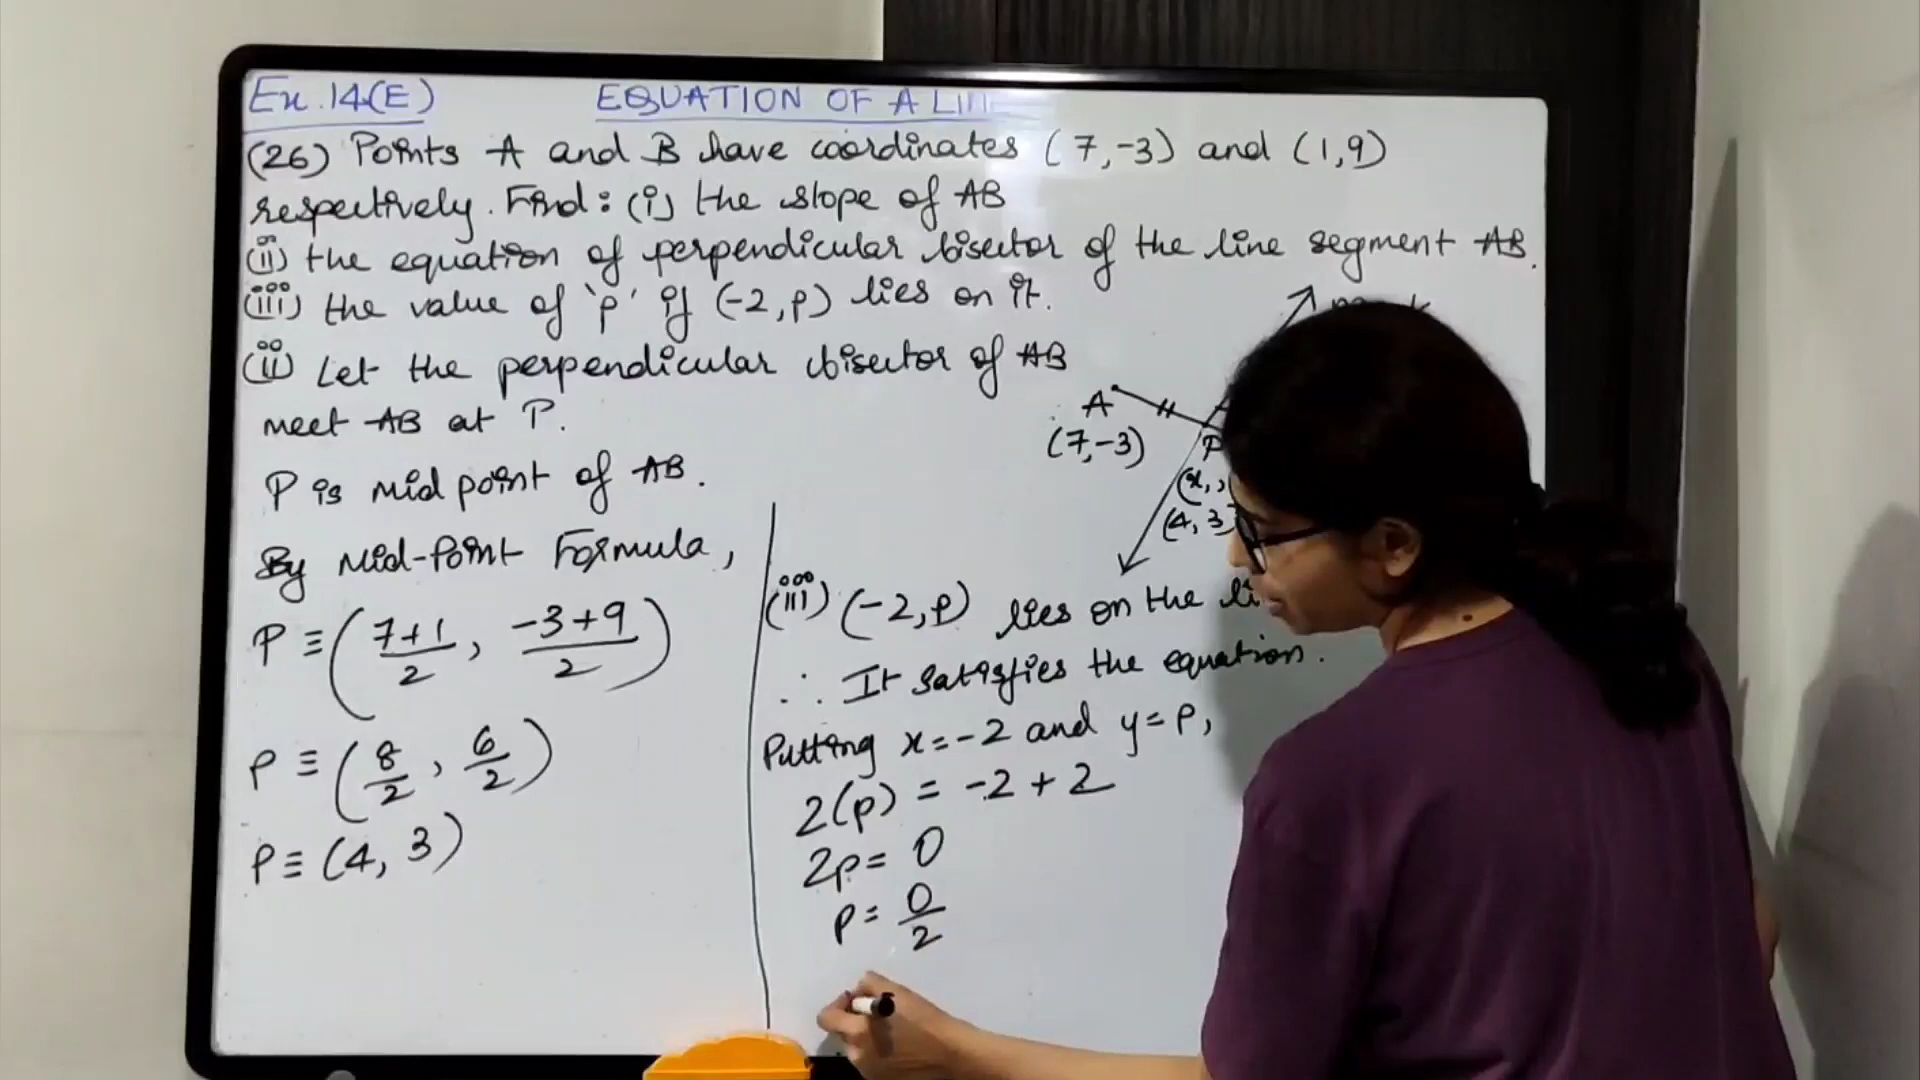 Ex.14(E) EQUATION OF A LIN
(26) Points A and B have coordinates (7,-3) and (1,9)
respectively. Find: (i) the slope of AB
(ii) the equation of perpendicular bisector of the line segment AB.
(iii) the value of 'p' if (-2,p) lies on it.
(ii) Let the perpendicular bisector of AB
meet AB at P.
P is mid point of AB.
By Mid-Point Formula,
P ≡ (7+1/2, -3+9/2)
P ≡ (8/2, 6/2)
P ≡ (4, 3)
A
(7,-3)
P
(4, 3
(iii) (-2,p) lies on the li
∴ It satisfies the equation.
Putting x=-2 and y=p,
2(p) = -2+2
2p= 0
p= 0/2